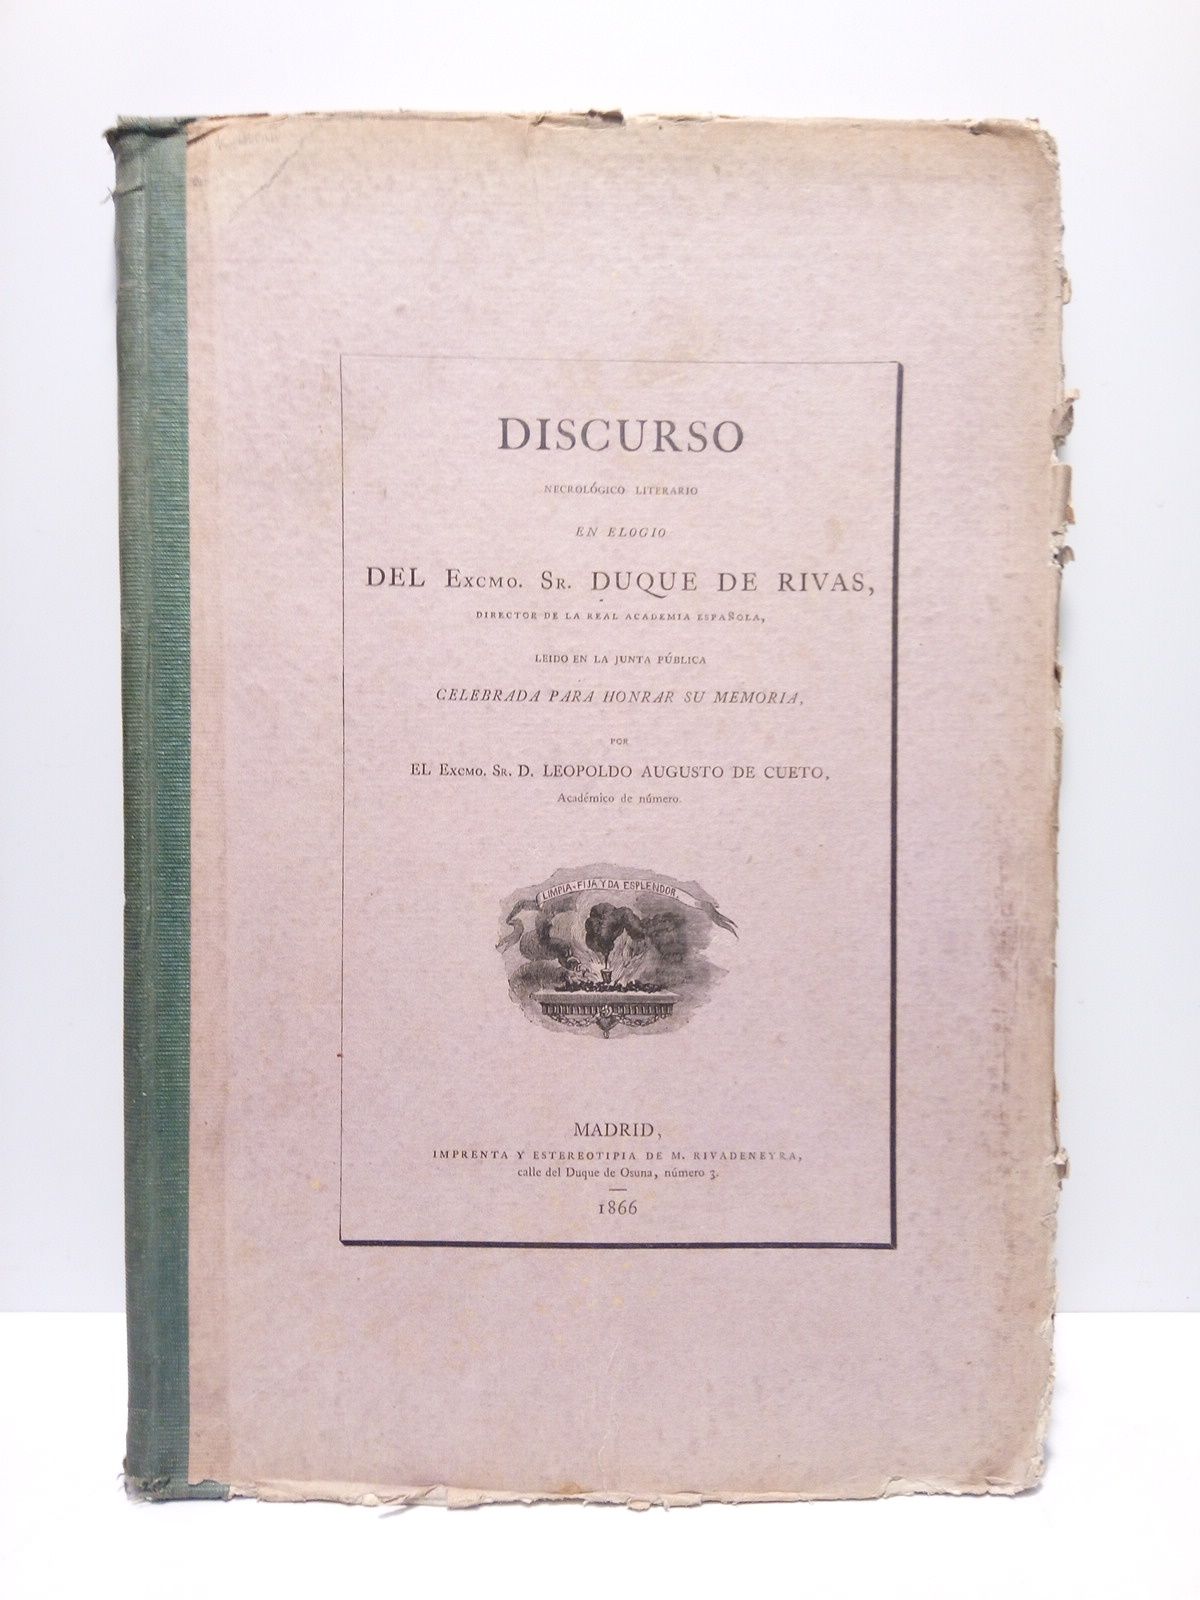 DISCURSO
NECROLÓGICO LITERARIO
EN ELOGIO
DEL EXCMO. SR. DUQUE DE RIVAS,
DIRECTOR DE LA REAL ACADEMIA ESPAÑOLA,
LEIDO EN LA JUNTA PÚBLICA
CELEBRADA PARA HONRAR SU MEMORIA,
POR
EL EXCMO. SR. D. LEOPOLDO AUGUSTO DE CUETO,
Académico de número.
LIMPIA, FIJA Y DA ESPLENDOR.
MADRID,
IMPRENTA Y ESTEREOTIPIA DE M. RIVADENEYRA,
calle del Duque de Osuna, número 3.
1866